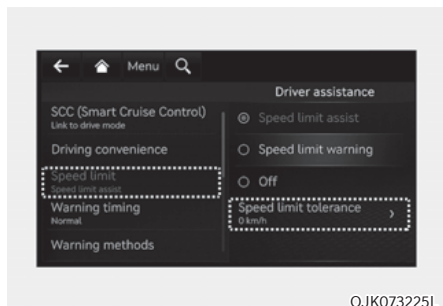 Menu
Driver assistance
SCC (Smart Cruise Control)
Link to drive mode
Driving convenience
Speed limit
Speed limit assist
Warning timing
Normal
Warning methods
Speed limit assist
Speed limit warning
Off
Speed limit tolerance
0 km/h
OJK073225L